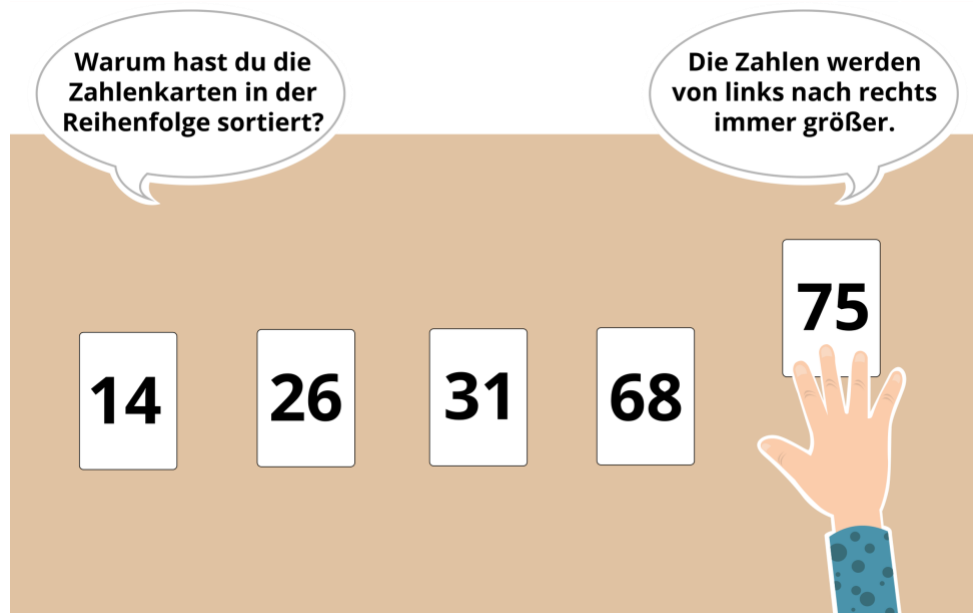 Warum hast du die
Zahlenkarten in der
Reihenfolge sortiert?
Die Zahlen werden
von links nach rechts
immer größer.
14 26 31 68 75